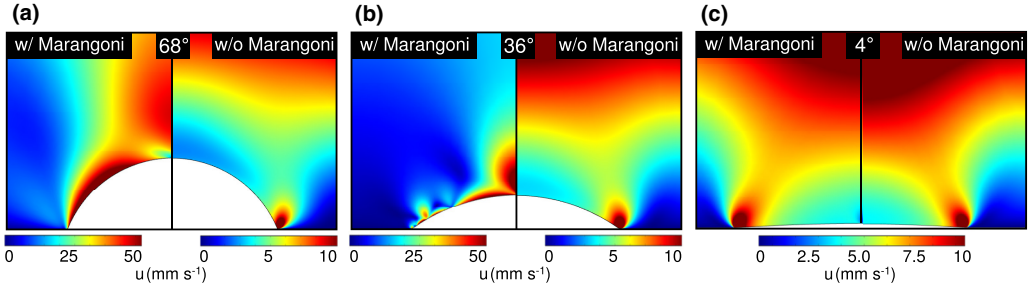 (a)
w/ Marangoni 68° w/o Marangoni
0 25 50 0 5 10
u (mm s⁻¹)
(b)
w/ Marangoni 36° w/o Marangoni
0 25 50 0 5 10
u (mm s⁻¹)
(c)
w/ Marangoni 4° w/o Marangoni
0 2.5 5.0 7.5 10
u (mm s⁻¹)